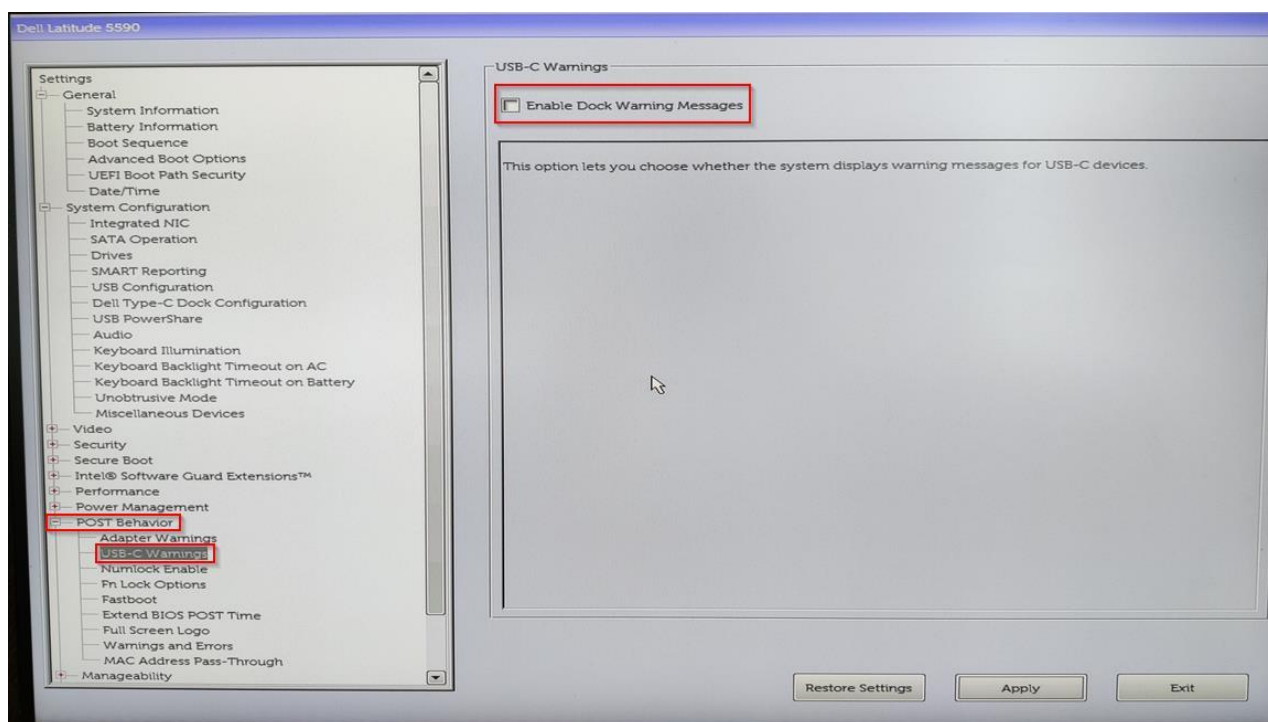 Dell Latitude 5590
Settings
General
System Information
Battery Information
Boot Sequence
Advanced Boot Options
UEFI Boot Path Security
Date/Time
System Configuration
Integrated NIC
SATA Operation
Drives
SMART Reporting
USB Configuration
Dell Type-C Dock Configuration
USB PowerShare
Audio
Keyboard Illumination
Keyboard Backlight Timeout on AC
Keyboard Backlight Timeout on Battery
Unobtrusive Mode
Miscellaneous Devices
Video
Security
Secure Boot
Intel® Software Guard Extensions™
Performance
Power Management
POST Behavior
Adapter Warnings
USB-C Warnings
Numlock Enable
Fn Lock Options
Fastboot
Extend BIOS POST Time
Full Screen Logo
Warnings and Errors
MAC Address Pass-Through
Manageability
USB-C Warnings
Enable Dock Warning Messages
This option lets you choose whether the system displays warning messages for USB-C devices.
Restore Settings
Apply
Exit